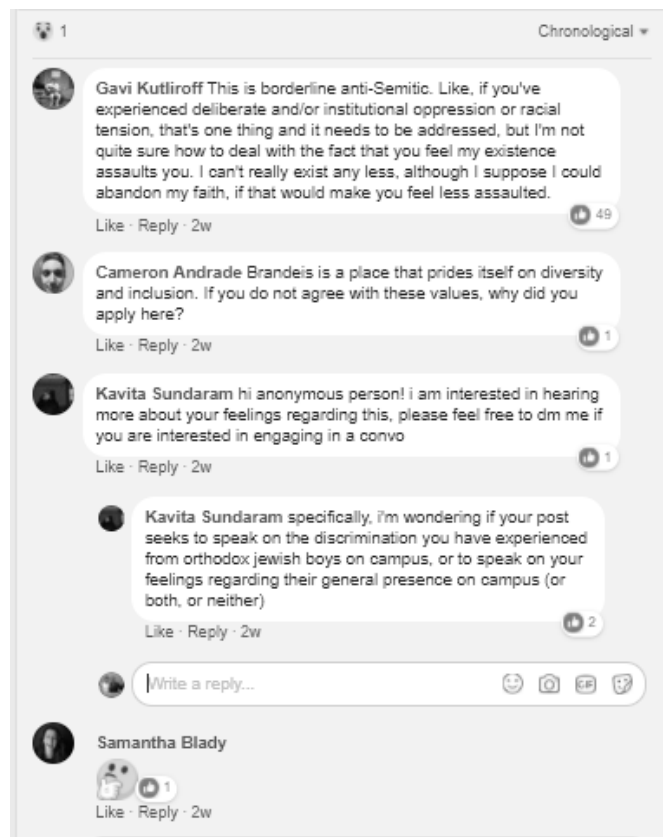 1
Chronological
Gavi Kutliroff This is borderline anti-Semitic. Like, if you've
experienced deliberate and/or institutional oppression or racial
tension, that's one thing and it needs to be addressed, but I'm not
quite sure how to deal with the fact that you feel my existence
assaults you. I can't really exist any less, although I suppose I could
abandon my faith, if that would make you feel less assaulted.
49
Like · Reply · 2w
Cameron Andrade Brandeis is a place that prides itself on diversity
and inclusion. If you do not agree with these values, why did you
apply here?
1
Like · Reply · 2w
Kavita Sundaram hi anonymous person! i am interested in hearing
more about your feelings regarding this, please feel free to dm me if
you are interested in engaging in a convo
1
Like · Reply · 2w
Kavita Sundaram specifically, i'm wondering if your post
seeks to speak on the discrimination you have experienced
from orthodox jewish boys on campus, or to speak on your
feelings regarding their general presence on campus (or
both, or neither)
2
Like · Reply · 2w
Write a reply...
GIF
Samantha Blady
1
Like · Reply · 2w